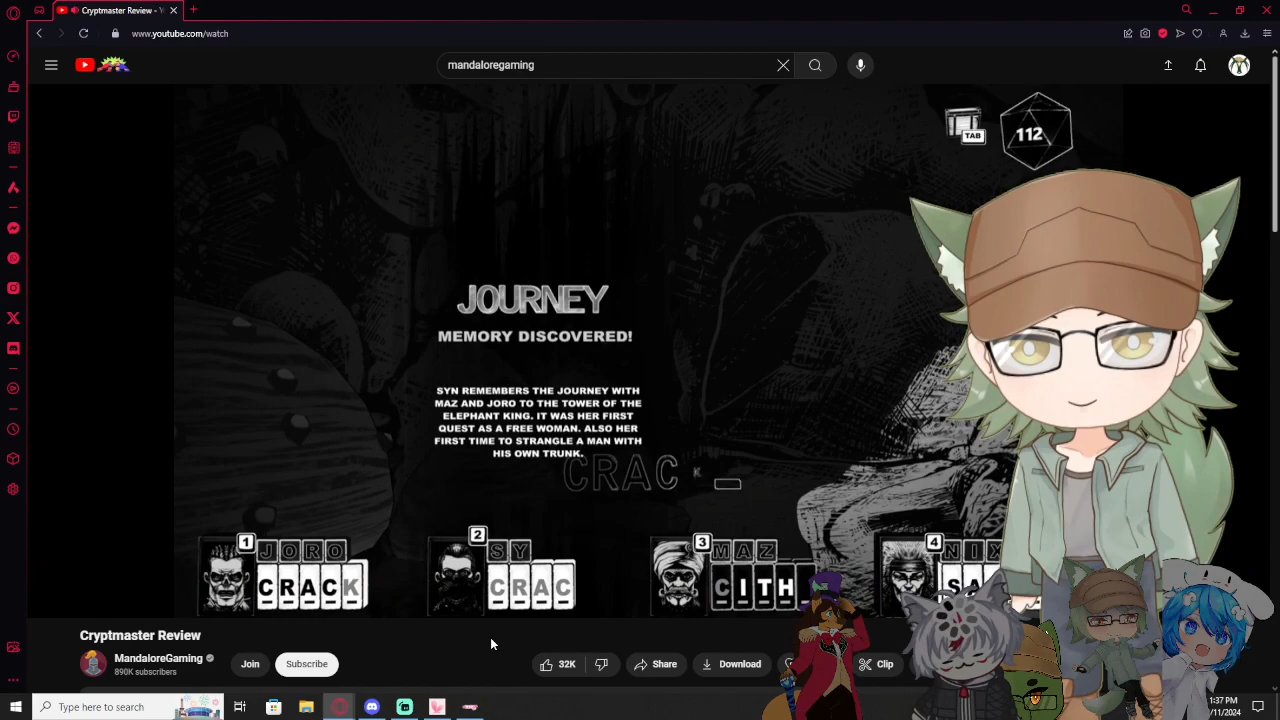 Cryptmaster Review - Y
www.youtube.com/watch
mandaloregaming
TAB
112
JOURNEY
MEMORY DISCOVERED!
SYN REMEMBERS THE JOURNEY WITH
MAZ AND JORO TO THE TOWER OF THE
ELEPHANT KING. IT WAS HER FIRST
QUEST AS A FREE WOMAN. ALSO HER
FIRST TIME TO STRANGLE A MAN WITH
HIS OWN TRUNK.
CRAC K
1 JORO
CRACK
2 SY
CRAC
3 MAZ
CITH
4 NIX
SA
Cryptmaster Review
MandaloreGaming
890K subscribers
Join
Subscribe
32K
Share
Download
Clip
Type here to search
1:37 PM
/11/2024